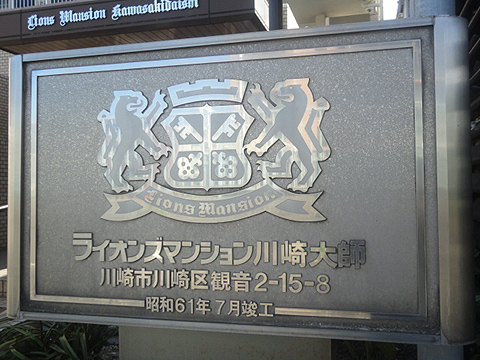 Lions Mansion Kawasakidaishi
Lions Mansion.
ライオンズマンション川崎大師
川崎市川崎区観音2-15-8
昭和61年7月竣工